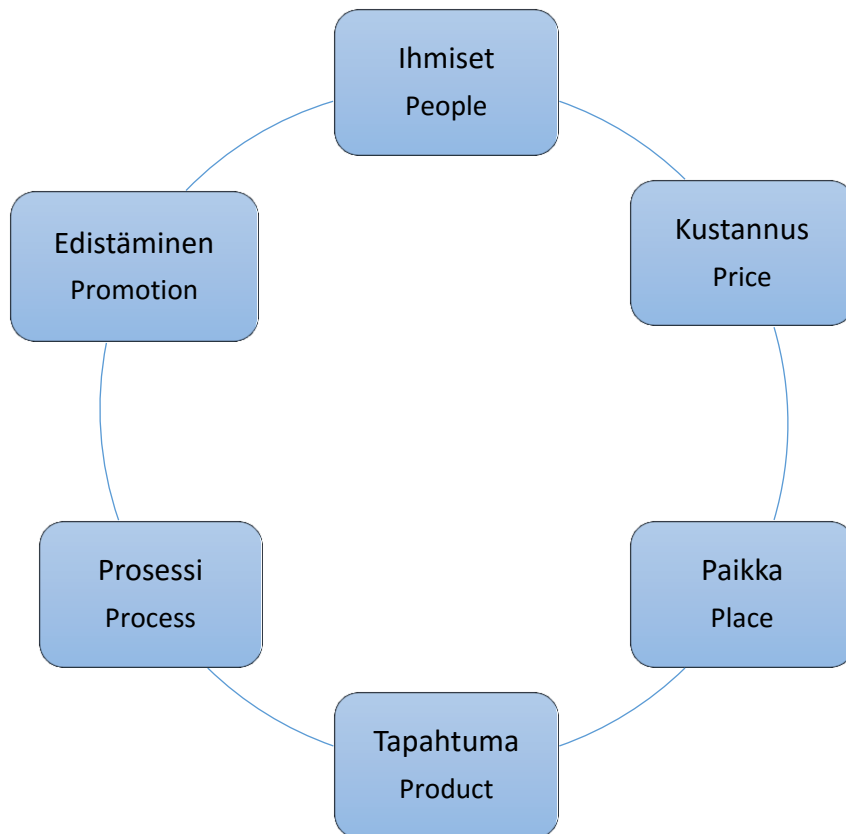 Ihmiset
People
Kustannus
Price
Paikka
Place
Tapahtuma
Product
Prosessi
Process
Edistäminen
Promotion